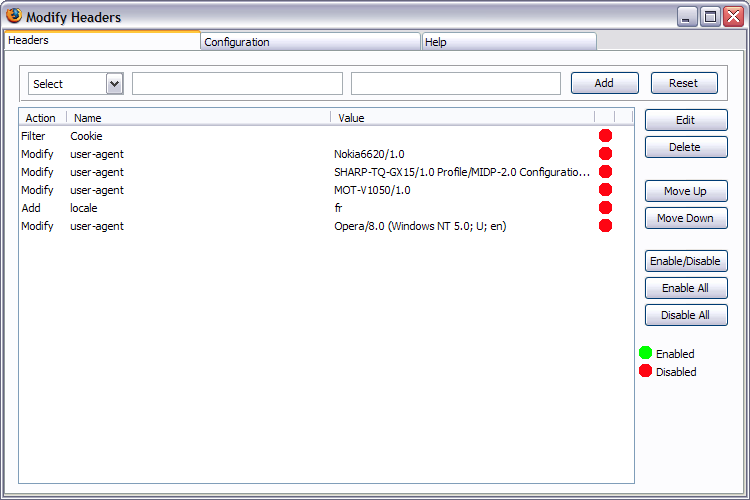 Modify Headers
Headers Configuration Help
Select Add Reset
Action Name Value
Filter Cookie
Modify user-agent Nokia6620/1.0
Modify user-agent SHARP-TQ-GX15/1.0 Profile/MIDP-2.0 Configuratio...
Modify user-agent MOT-V1050/1.0
Add locale fr
Modify user-agent Opera/8.0 (Windows NT 5.0; U; en)
Edit
Delete
Move Up
Move Down
Enable/Disable
Enable All
Disable All
Enabled
Disabled